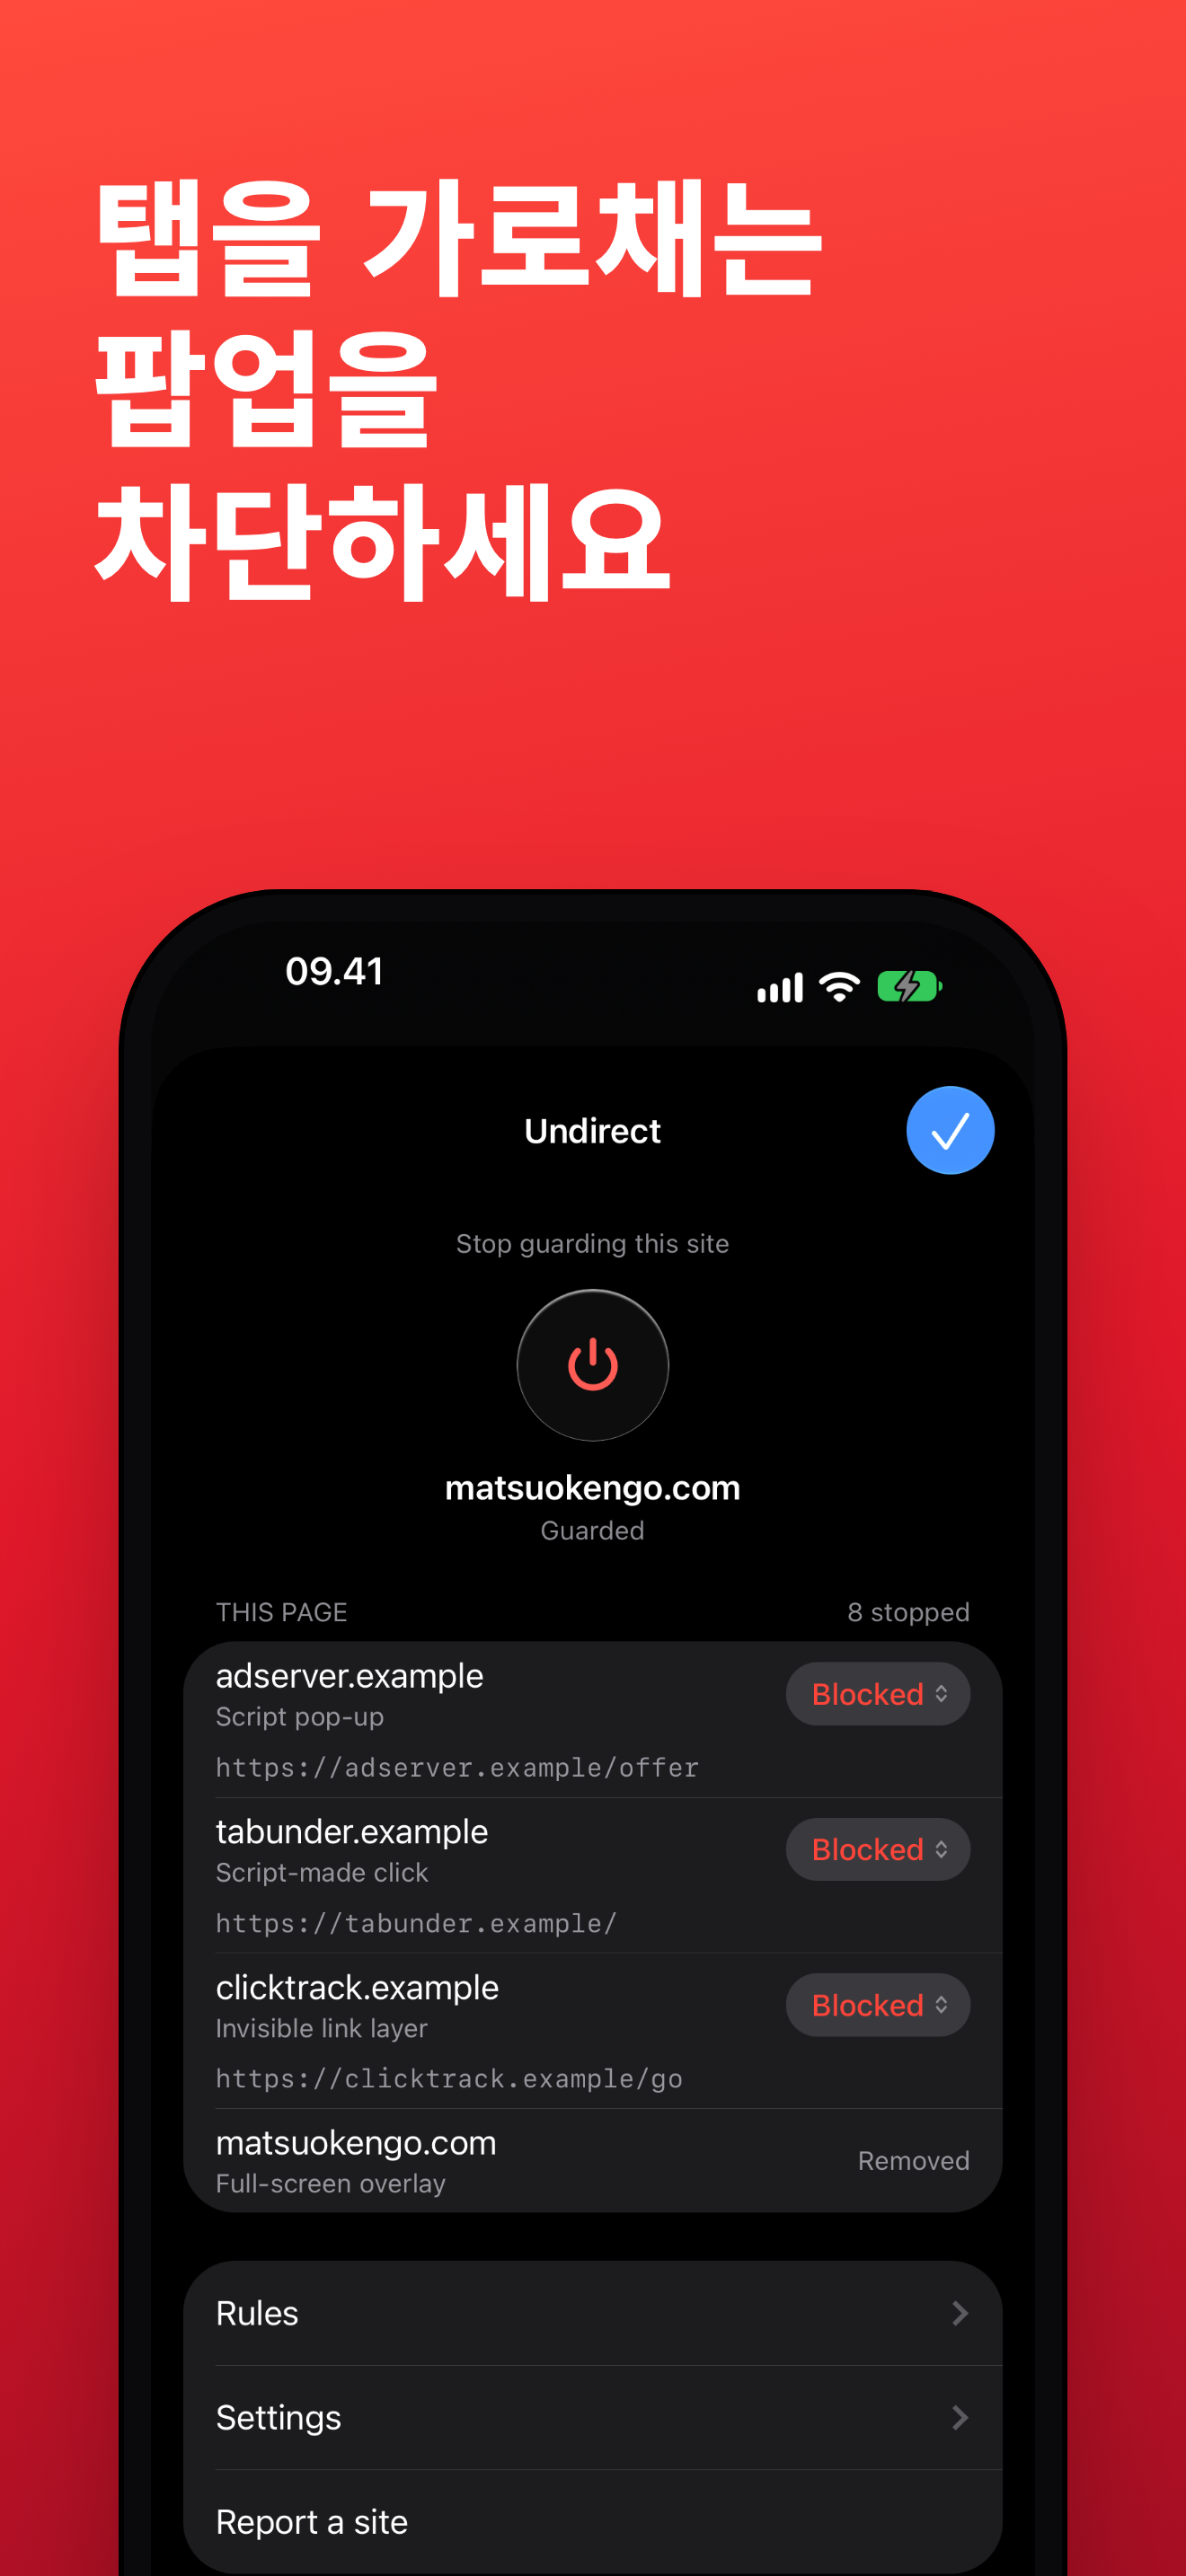 탭을 가로채는
팝업을
차단하세요
09.41
Undirect
Stop guarding this site
matsuokengo.com
Guarded
THIS PAGE 8 stopped
adserver.example Blocked
Script pop-up
https://adserver.example/offer
tabunder.example Blocked
Script-made click
https://tabunder.example/
clicktrack.example Blocked
Invisible link layer
https://clicktrack.example/go
matsuokengo.com Removed
Full-screen overlay
Rules
Settings
Report a site